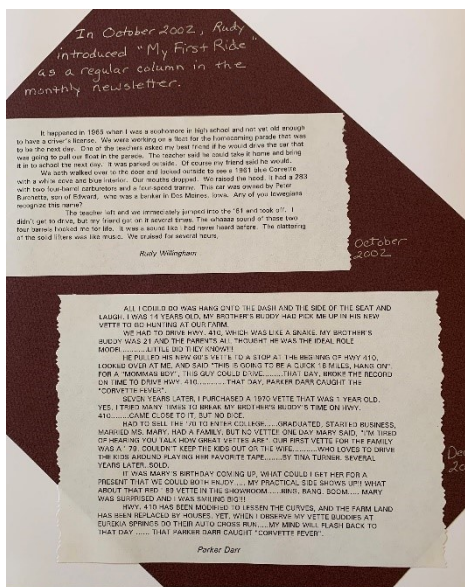 In October 2002, Rudy
introduced "My First Ride"
as a regular column in the
monthly newsletter.
It happened in 1963 when I was a sophomore in high school and not yet old enough
to have a driver's license. We were working on a float for the homecoming parade that was
to be the next day. One of the teachers asked my best friend if he would drive the car that
was going to pull our float in the parade. The teacher said he could take it home and bring
it in to school the next day. It was parked outside. Of course my friend said he would.
We both walked over to the door and looked outside to see a 1961 blue Corvette
with a white cove and blue interior. Our mouths dropped. We raised the hood. It had a 283
with two four-barrel carburetors and a four-speed tranne. This car was owned by Peter
Buronetta, son of Edward, who was a banker in Des Moines, Iowa. Any of you Iowegians
recognize this name?
The teacher left and we immediately jumped into the '61 and took off. I
didn't get to drive, but my friend got on it several times. The whaaaa sound of those two
four barrels hooked me for life. It was a sound like I had never heard before. The clattering
of the solid lifters was like music. We cruised for several hours.
Rudy Willingham
October
2002
ALL I COULD DO WAS HANG ONTO THE DASH AND THE SIDE OF THE SEAT AND
LAUGH. I WAS 14 YEARS OLD, MY BROTHER'S BUDDY HAD PICK ME UP IN HIS NEW
VETTE TO GO HUNTING AT OUR FARM.
WE HAD TO DRIVE HWY. 410, WHICH WAS LIKE A SNAKE. MY BROTHER'S
BUDDY WAS 21 AND THE PARENTS ALL THOUGHT HE WAS THE IDEAL ROLE
MODEL...........LITTLE DID THEY KNOW!!!
HE PULLED HIS NEW 60'S VETTE TO A STOP AT THE BEGINING OF HWY 410,
LOOKED OVER AT ME, AND SAID "THIS IS GOING TO BE A QUICK 18 MILES, HANG ON".
FOR A "MOMMAS BOY", THIS GUY COULD DRIVE..........THAT DAY, BROKE THE RECORD
ON TIME TO DRIVE HWY. 410............THAT DAY, PARKER DARR CAUGHT THE
"CORVETTE FEVER".
SEVEN YEARS LATER, I PURCHASED A 1970 VETTE THAT WAS 1 YEAR OLD.
YES, I TRIED MANY TIMES TO BREAK MY BROTHER'S BUDDY'S TIME ON HWY.
410.......CAME CLOSE TO IT, BUT NO DICE.
HAD TO SELL THE '70 TO ENTER COLLEGE......GRADUATED, STARTED BUSINESS,
MARRIED MS. MARY, HAD A FAMILY, BUT NO VETTE!! ONE DAY MARY SAID, "I'M TIRED
OF HEARING YOU TALK HOW GREAT VETTES ARE". OUR FIRST VETTE FOR THE FAMILY
WAS A '79. COULDN'T KEEP THE KIDS OUT OR THE WIFE..........WHO LOVES TO DRIVE
THE KIDS AROUND PLAYING HER FAVORITE TAPE.......BY TINA TURNER. SEVERAL
YEARS LATER, SOLD.
IT WAS MARY'S BIRTHDAY COMING UP, WHAT COULD I GET HER FOR A
PRESENT THAT WE COULD BOTH ENJOY..... MY PRACTICAL SIDE SHOWS UP!! WHAT
ABOUT THAT RED '89 VETTE IN THE SHOWROOM.....BING, BANG, BOOM..... MARY
WAS SURPRISED AND I WAS SMILING BIG!!!
HWY. 410 HAS BEEN MODIFIED TO LESSEN THE CURVES, AND THE FARM LAND
HAS BEEN REPLACED BY HOUSES. YET, WHEN I OBSERVE MY VETTE BUDDIES AT
EUREKIA SPRINGS DO THEIR AUTO CROSS RUN.....MY MIND WILL FLASH BACK TO
THAT DAY ...... THAT PARKER DARR CAUGHT "CORVETTE FEVER".
Parker Darr